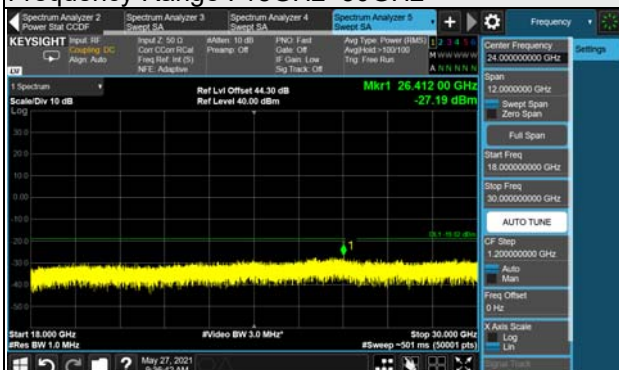 Spectrum Analyzer 2
Power Stat CCDF
Spectrum Analyzer 3
Swept SA
Spectrum Analyzer 4
Swept SA
Spectrum Analyzer 5
Swept SA
Frequency
KEYSIGHT
Input: RF
Coupling: DC
Align: Auto
Input Z: 50 Ω
Corr CCorr RCal
Freq Ref: Int (S)
NFE: Adaptive
#Atten: 10 dB
Preamp: Off
PNO: Fast
Gate: Off
IF Gain: Low
Sig Track: Off
Avg Type: Power (RMS)
Avg|Hold: >100/100
Trig: Free Run
1 2 3 4 5 6
M W W W W W
A N N N N N
LXI
1 Spectrum
Scale/Div 10 dB
Log
Ref Lvl Offset 44.30 dB
Ref Level 40.00 dBm
Mkr1 26.412 00 GHz
-27.19 dBm
30.0
20.0
10.0
0.00
-10.0
-20.0
-30.0
-40.0
-50.0
1
Start 18.000 GHz
#Res BW 1.0 MHz
#Video BW 3.0 MHz*
Stop 30.000 GHz
#Sweep ~501 ms (50001 pts)
May 27, 2021
Center Frequency
24.000000000 GHz
Settings
Span
12.0000000 GHz
Swept Span
Zero Span
Full Span
Start Freq
18.000000000 GHz
Stop Freq
30.000000000 GHz
AUTO TUNE
CF Step
1.200000000 GHz
Auto
Man
Freq Offset
0 Hz
X Axis Scale
Log
Lin
Signal Track